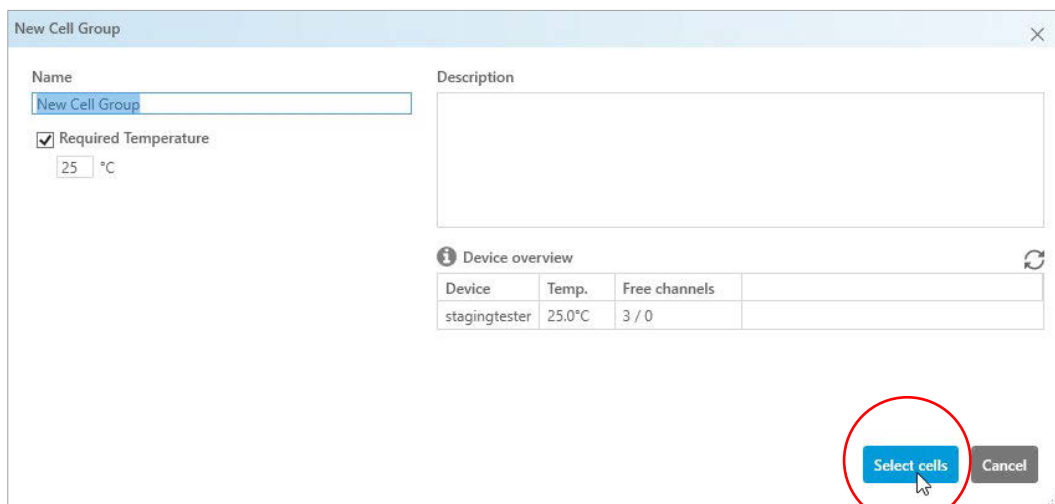 New Cell Group
Name
New Cell Group
Required Temperature
25 °C
Description
Device overview
Device Temp. Free channels
stagingtester 25.0°C 3 / 0
Select cells Cancel